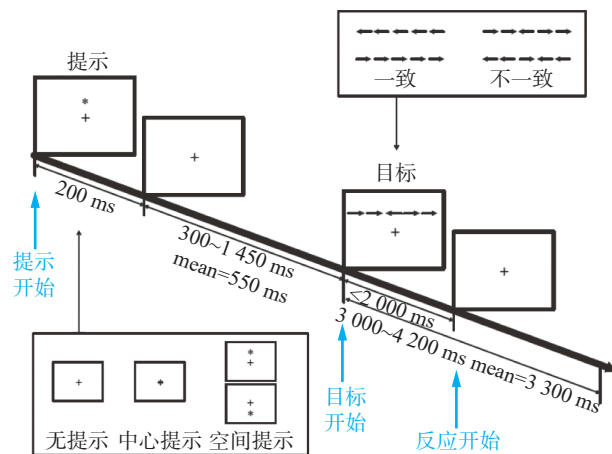 一致
不一致
提示
*
+
+
200 ms
300~1 450 ms
mean=550 ms
提示
开始
目标
+
+
<2 000 ms
3 000~4 200 ms mean=3 300 ms
目标
开始
反应开始
+
*
*
+
+
*
无提示
中心提示
空间提示